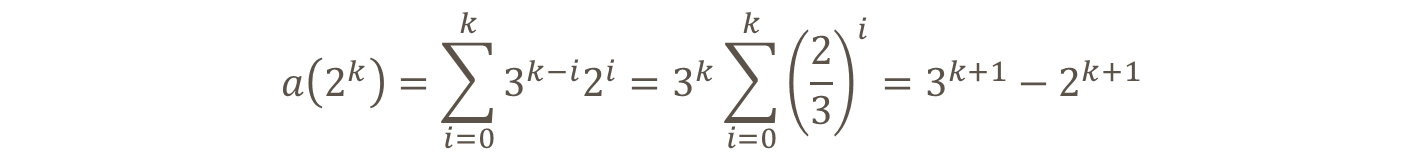 $a(2^k) = \sum_{i=0}^{k} 3^{k-i} 2^i = 3^k \sum_{i=0}^{k} \left(\frac{2}{3}\right)^i = 3^{k+1} - 2^{k+1}$